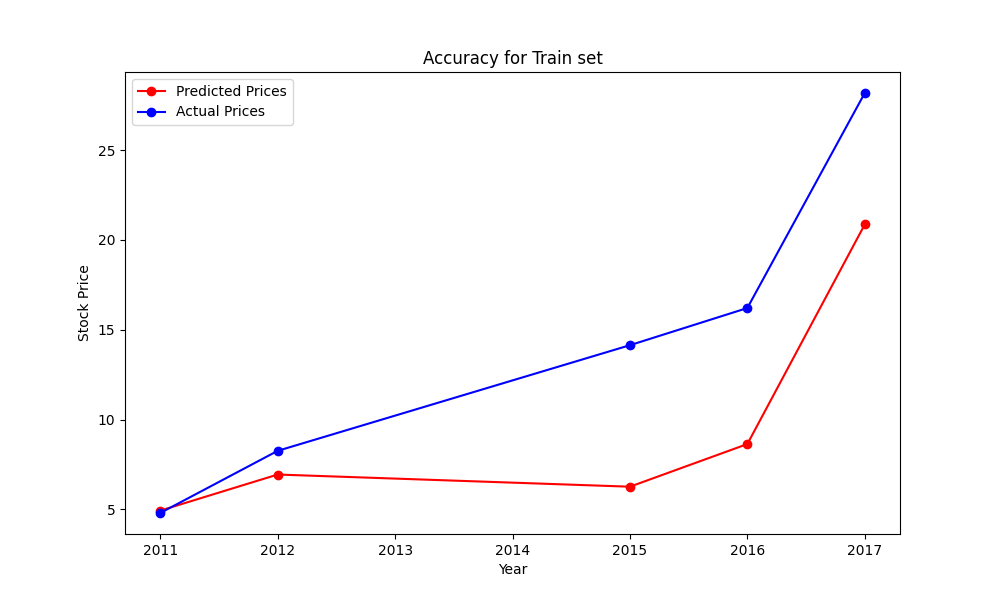 Accuracy for Train set
Predicted Prices
Actual Prices
25
20
15
10
5
Stock Price
2011 2012 2013 2014 2015 2016 2017
Year